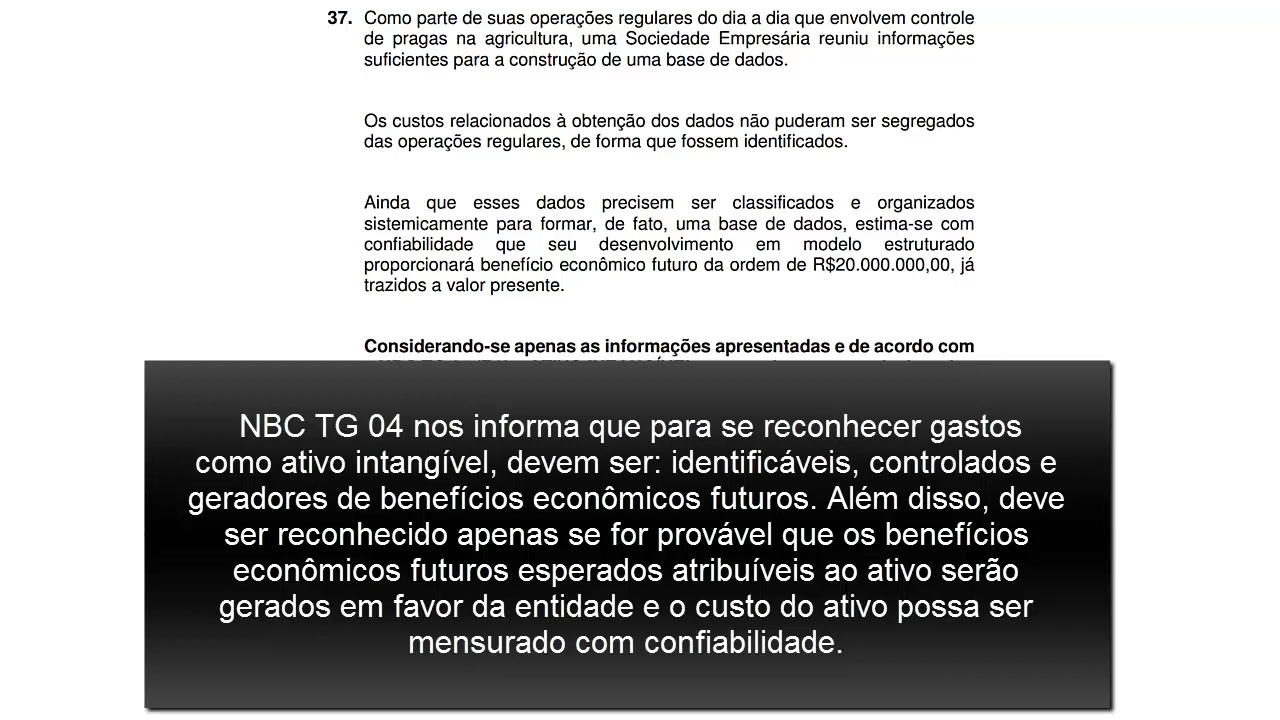 37. Como parte de suas operações regulares do dia a dia que envolvem controle
de pragas na agricultura, uma Sociedade Empresária reuniu informações
suficientes para a construção de uma base de dados.
Os custos relacionados à obtenção dos dados não puderam ser segregados
das operações regulares, de forma que fossem identificados.
Ainda que esses dados precisem ser classificados e organizados
sistemicamente para formar, de fato, uma base de dados, estima-se com
confiabilidade que seu desenvolvimento em modelo estruturado
proporcionará benefício econômico futuro da ordem de R$20.000.000,00, já
trazidos a valor presente.
Considerando-se apenas as informações apresentadas e de acordo com
NBC TG 04 nos informa que para se reconhecer gastos
como ativo intangível, devem ser: identificáveis, controlados e
geradores de benefícios econômicos futuros. Além disso, deve
ser reconhecido apenas se for provável que os benefícios
econômicos futuros esperados atribuíveis ao ativo serão
gerados em favor da entidade e o custo do ativo possa ser
mensurado com confiabilidade.